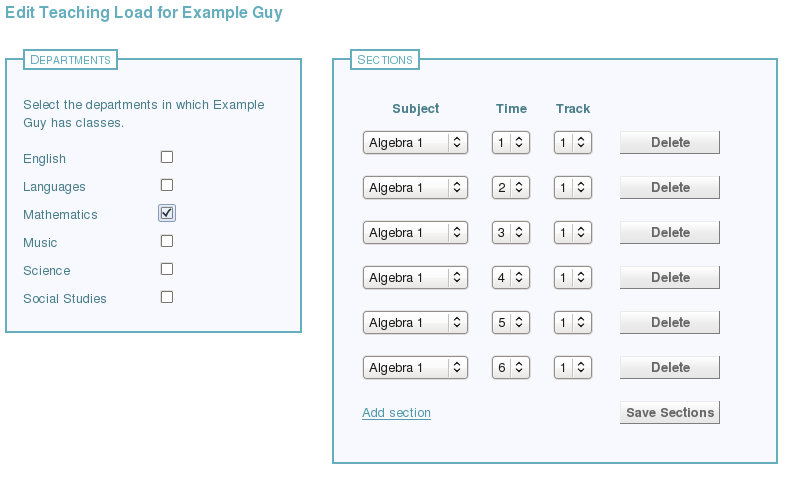 Edit Teaching Load for Example Guy
DEPARTMENTS
Select the departments in which Example
Guy has classes.
English
Languages
Mathematics
Music
Science
Social Studies
SECTIONS
Subject Time Track
Algebra 1 1 1 Delete
Algebra 1 2 1 Delete
Algebra 1 3 1 Delete
Algebra 1 4 1 Delete
Algebra 1 5 1 Delete
Algebra 1 6 1 Delete
Add section Save Sections